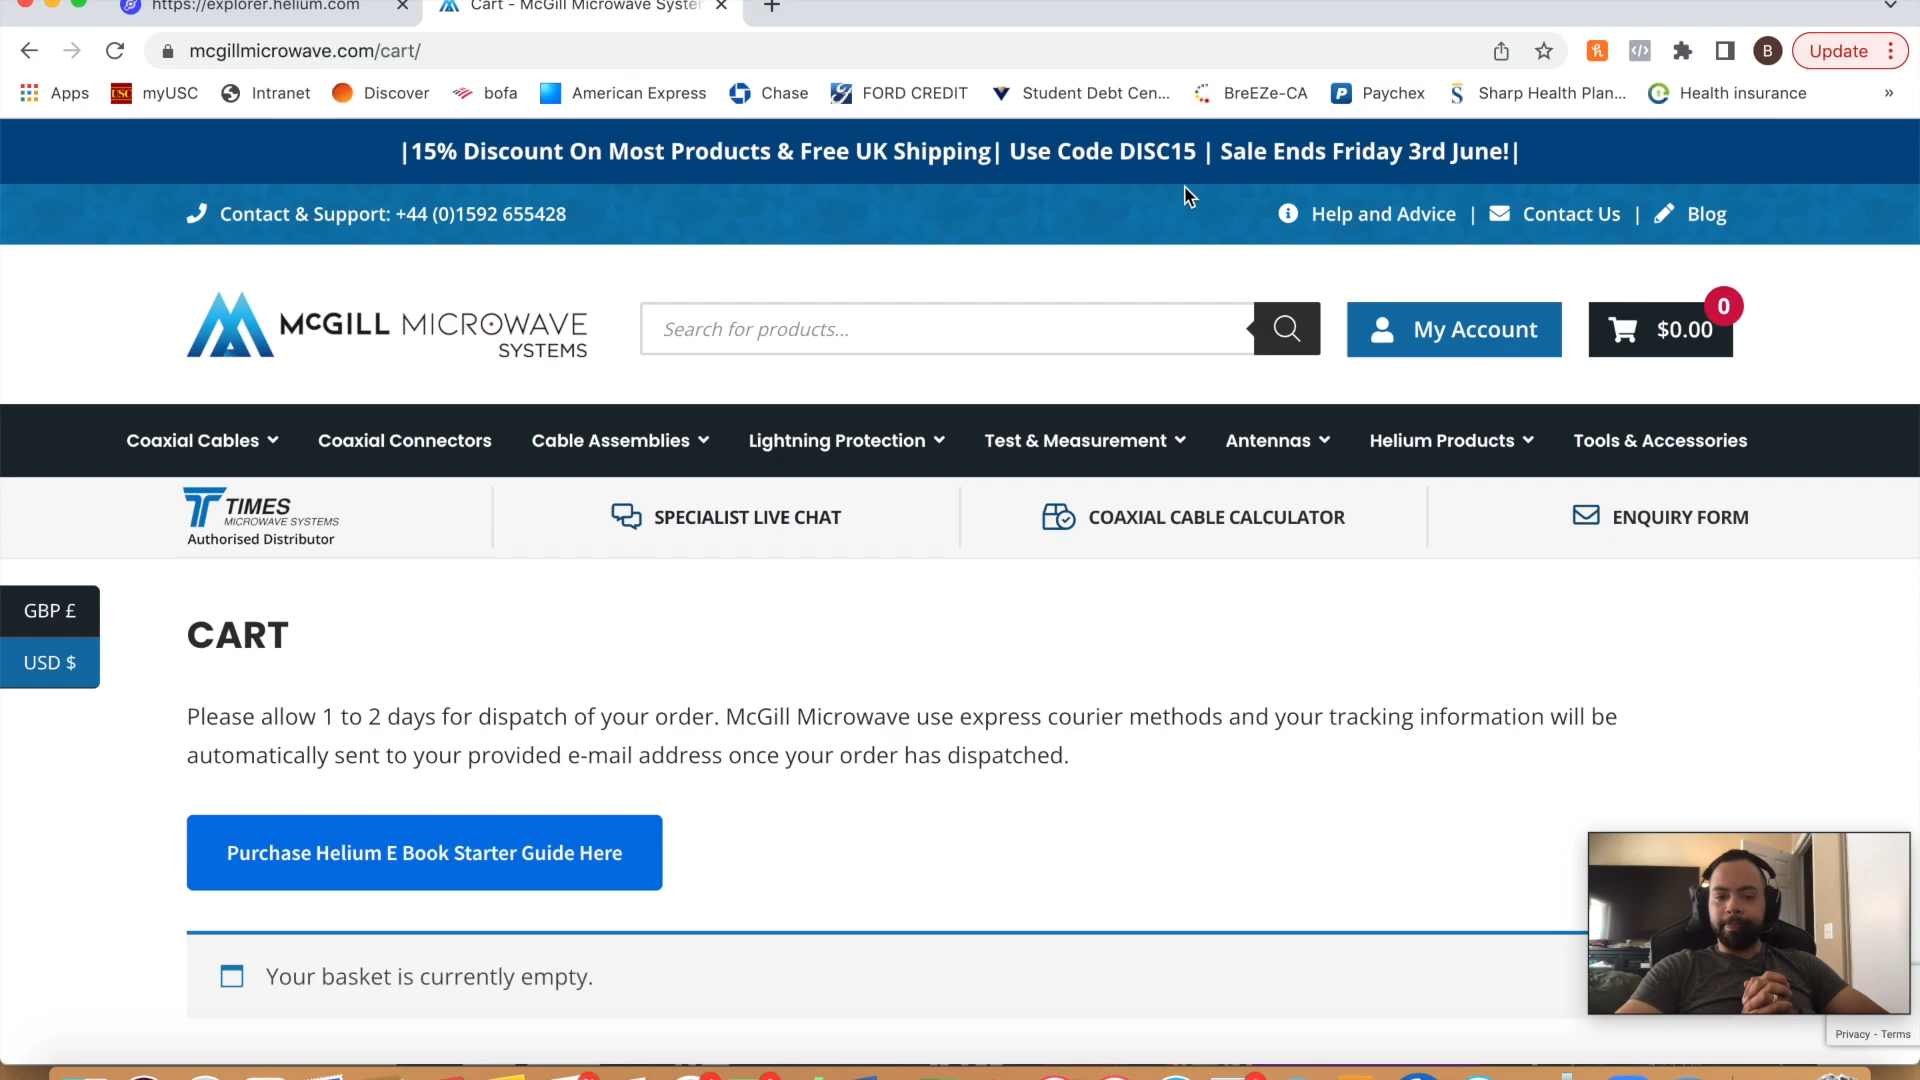 https://explorer.helium.com
Cart - McGill Microwave Syste
mcgillmicrowave.com/cart/
B
Update
Apps
USC
myUSC
Intranet
Discover
bofa
American Express
Chase
FORD CREDIT
Student Debt Cen...
BreEZe-CA
P
Paychex
S
Sharp Health Plan...
Health insurance
»
|15% Discount On Most Products & Free UK Shipping| Use Code DISC15 | Sale Ends Friday 3rd June!|
Contact & Support: +44 (0)1592 655428
Help and Advice | Contact Us | Blog
McGILL MICROWAVE
SYSTEMS
Search for products...
My Account
$0.00
0
Coaxial Cables
Coaxial Connectors
Cable Assemblies
Lightning Protection
Test & Measurement
Antennas
Helium Products
Tools & Accessories
TIMES
MICROWAVE SYSTEMS
Authorised Distributor
SPECIALIST LIVE CHAT
COAXIAL CABLE CALCULATOR
ENQUIRY FORM
GBP £
USD $
CART
Please allow 1 to 2 days for dispatch of your order. McGill Microwave use express courier methods and your tracking information will be
automatically sent to your provided e-mail address once your order has dispatched.
Purchase Helium E Book Starter Guide Here
Your basket is currently empty.
Privacy - Terms